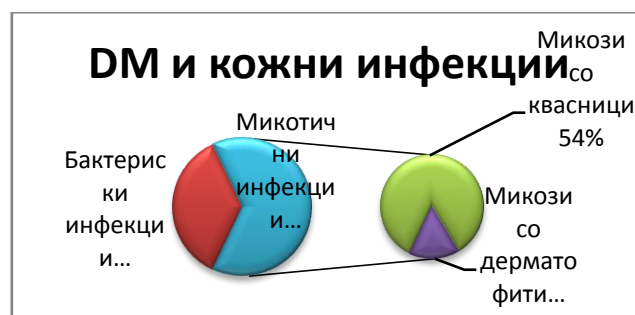 DM и кожни инфекции
Микози
со
квасници
54%
Микотич
ни
инфекци
и...
Бактерис
ки
инфекци
и...
Микози
со
дермато
фити...